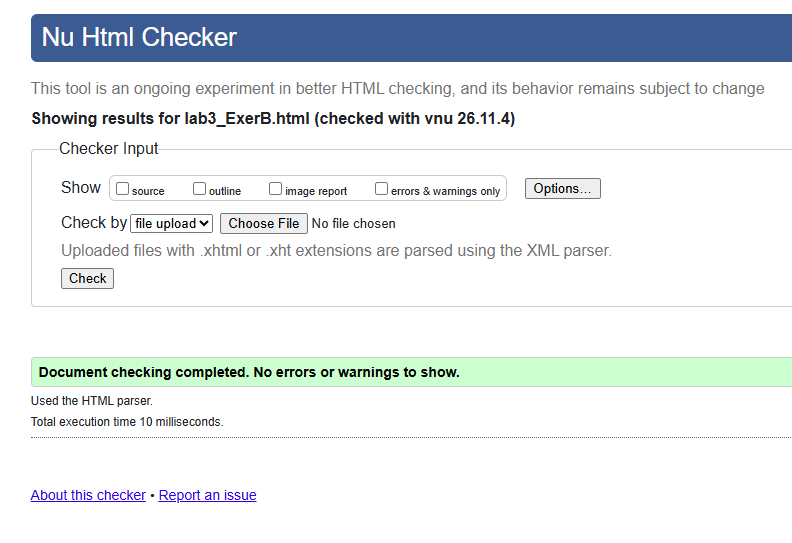 Nu Html Checker
This tool is an ongoing experiment in better HTML checking, and its behavior remains subject to change
Showing results for lab3_ExerB.html (checked with vnu 26.11.4)
Checker Input
Show source outline image report errors & warnings only Options...
Check by file upload Choose File No file chosen
Uploaded files with .xhtml or .xht extensions are parsed using the XML parser.
Check
Document checking completed. No errors or warnings to show.
Used the HTML parser.
Total execution time 10 milliseconds.
About this checker • Report an issue